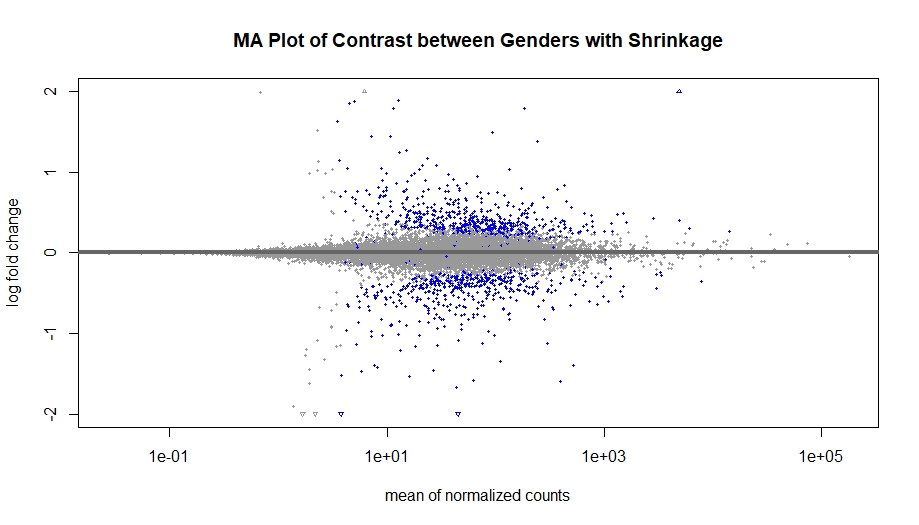 MA Plot of Contrast between Genders with Shrinkage
log fold change
2
1
0
-1
-2
1e-01 1e+01 1e+03 1e+05
mean of normalized counts